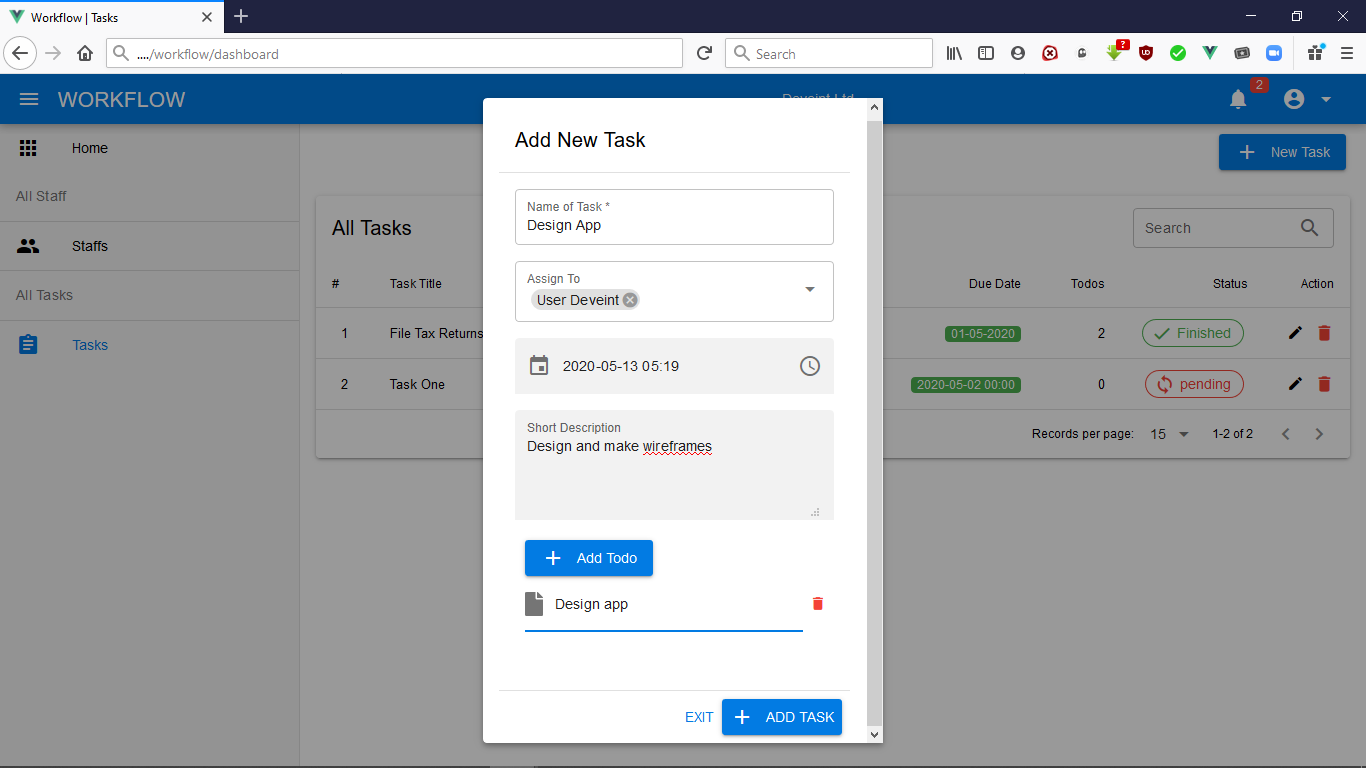 Workflow | Tasks
..../workflow/dashboard
Search
WORKFLOW
Deveint Ltd
2
Home
New Task
All Staff
Staffs
All Tasks
Tasks
All Tasks
Search
# Task Title Due Date Todos Status Action
1 File Tax Returns 01-05-2020 2 Finished
2 Task One 2020-05-02 00:00 0 pending
Records per page: 15 1-2 of 2
Add New Task
Name of Task *
Design App
Assign To
User Deveint
2020-05-13 05:19
Short Description
Design and make wireframes
Add Todo
Design app
EXIT
ADD TASK